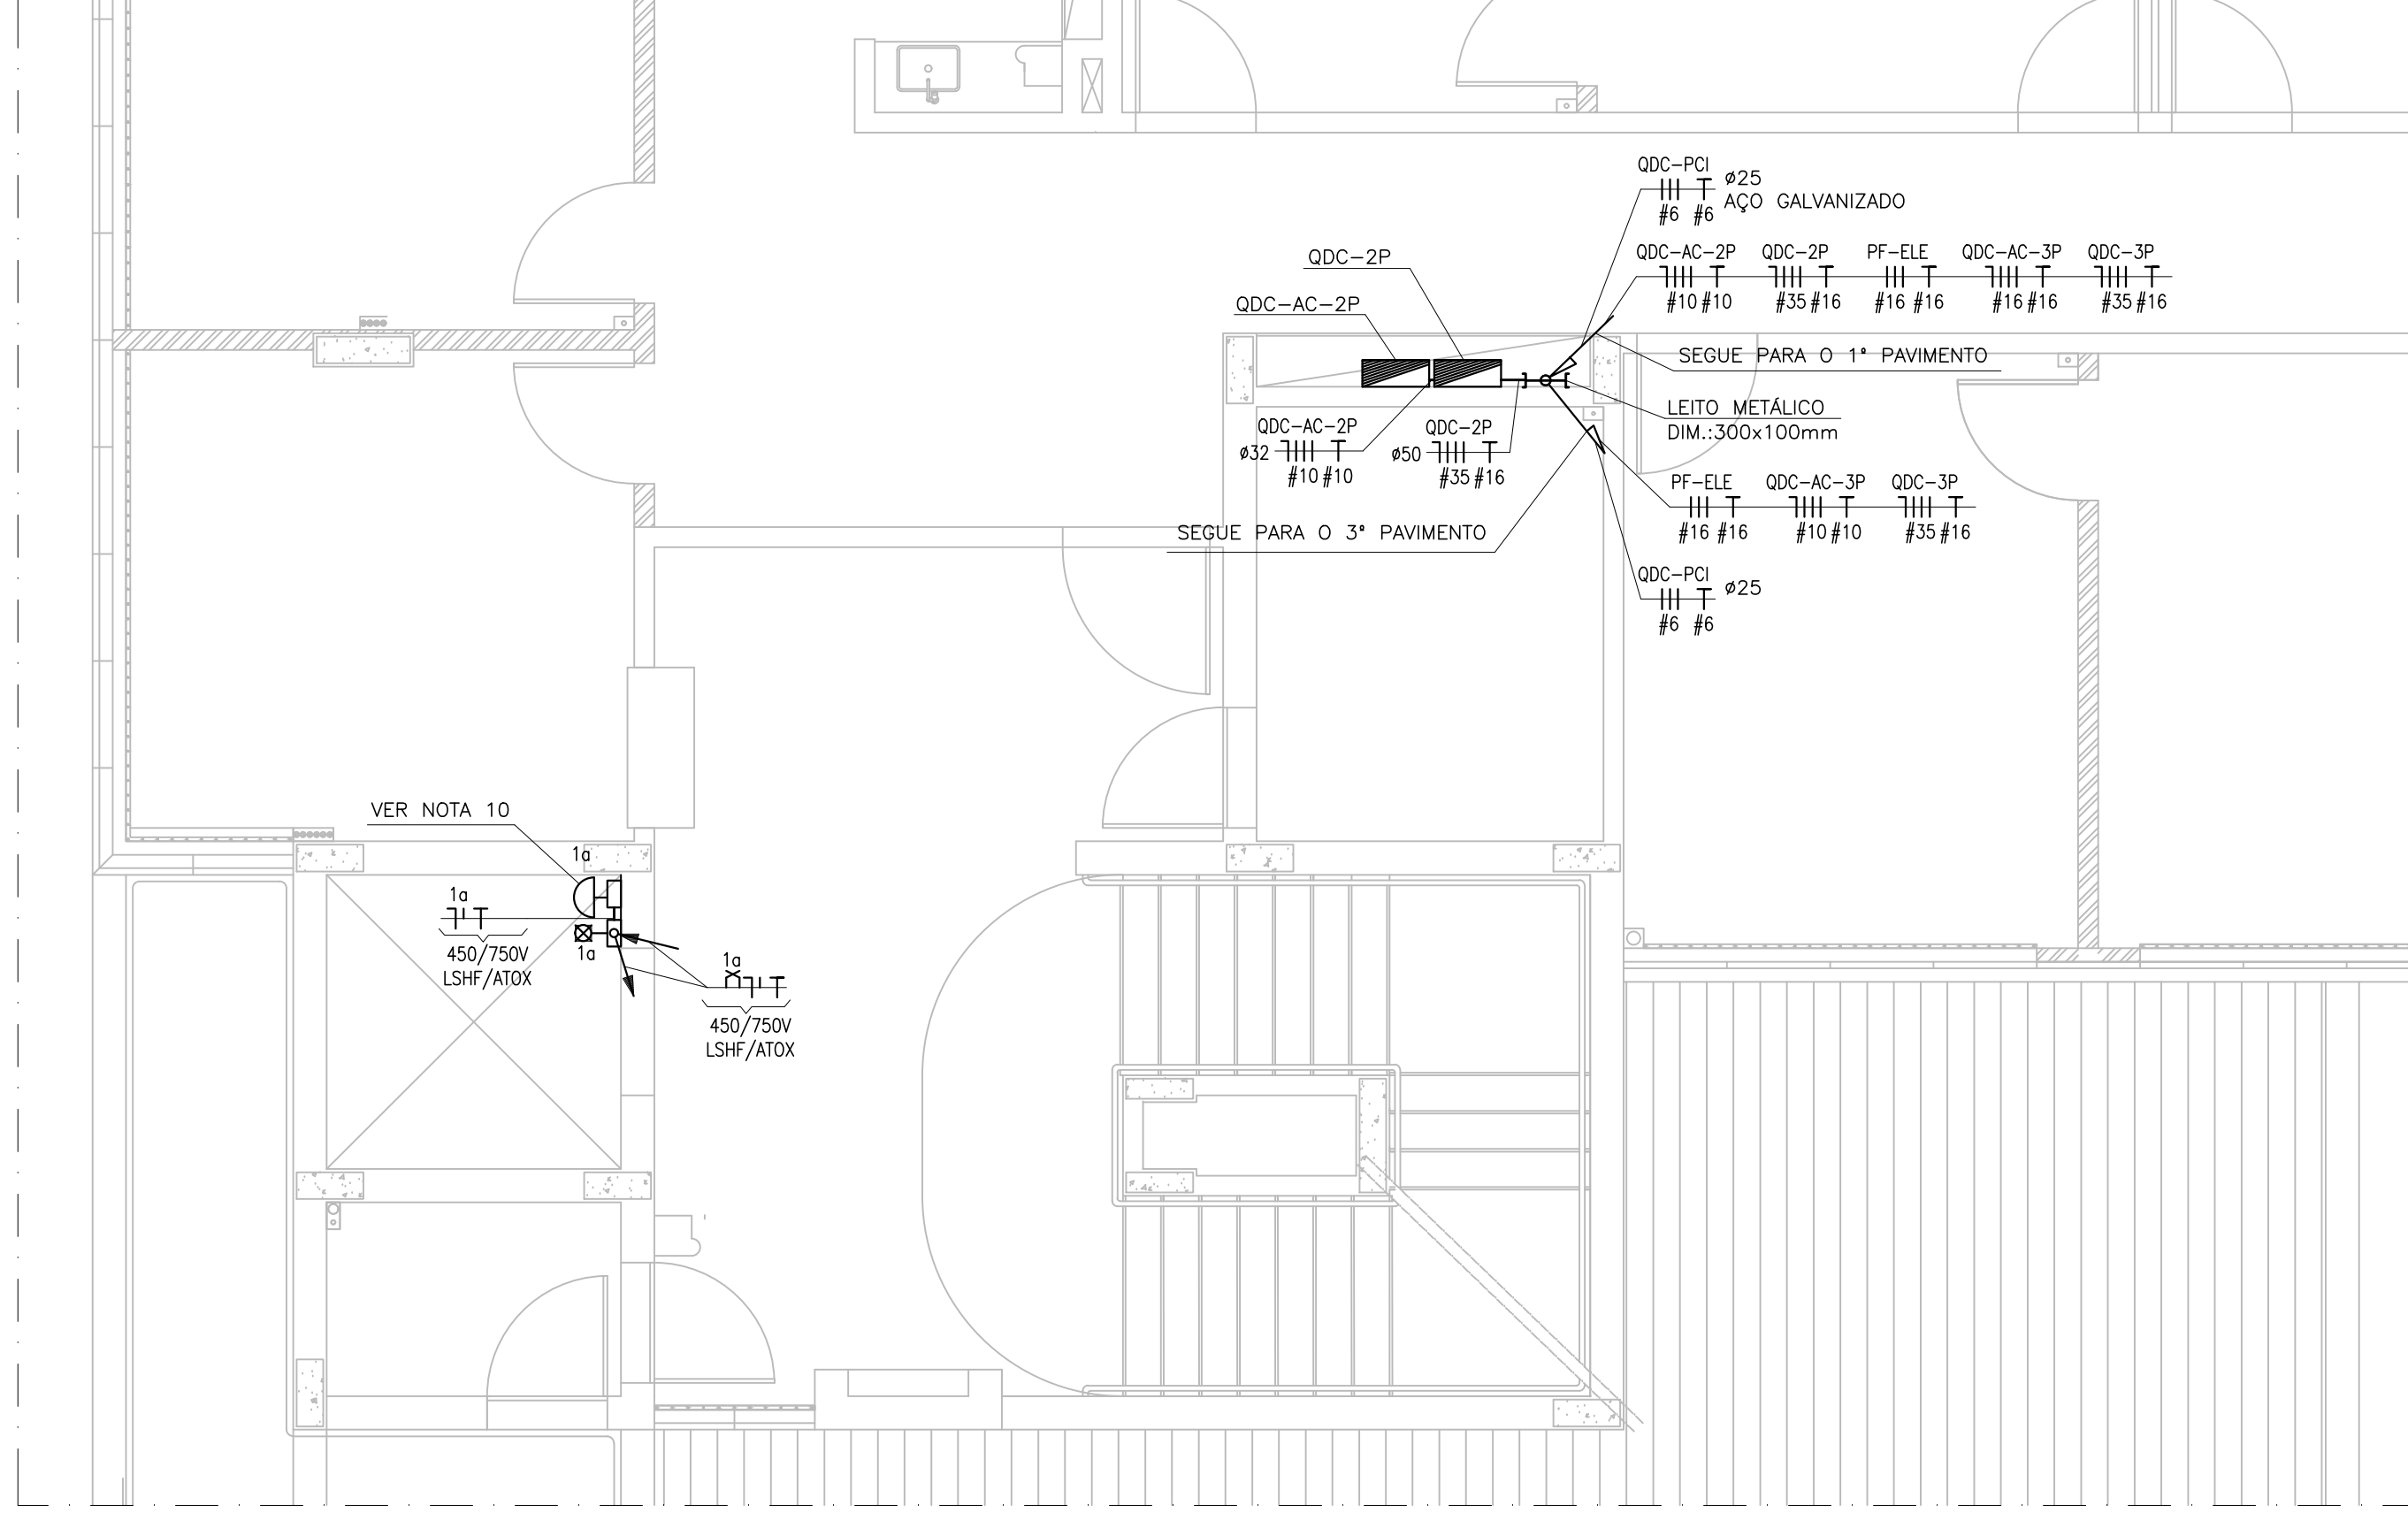 QDC-PCI
ø25
AÇO GALVANIZADO
#6 #6
QDC-AC-2P QDC-2P PF-ELE QDC-AC-3P QDC-3P
#10 #10 #35 #16 #16 #16 #16 #16 #35 #16
QDC-2P
QDC-AC-2P
SEGUE PARA O 1º PAVIMENTO
LEITO METÁLICO
DIM.:300x100mm
QDC-AC-2P
ø32
#10 #10
QDC-2P
ø50
#35 #16
PF-ELE QDC-AC-3P QDC-3P
#16 #16 #10 #10 #35 #16
SEGUE PARA O 3º PAVIMENTO
QDC-PCI
ø25
#6 #6
VER NOTA 10
1a
1a
450/750V
LSHF/ATOX
1a
1a
450/750V
LSHF/ATOX